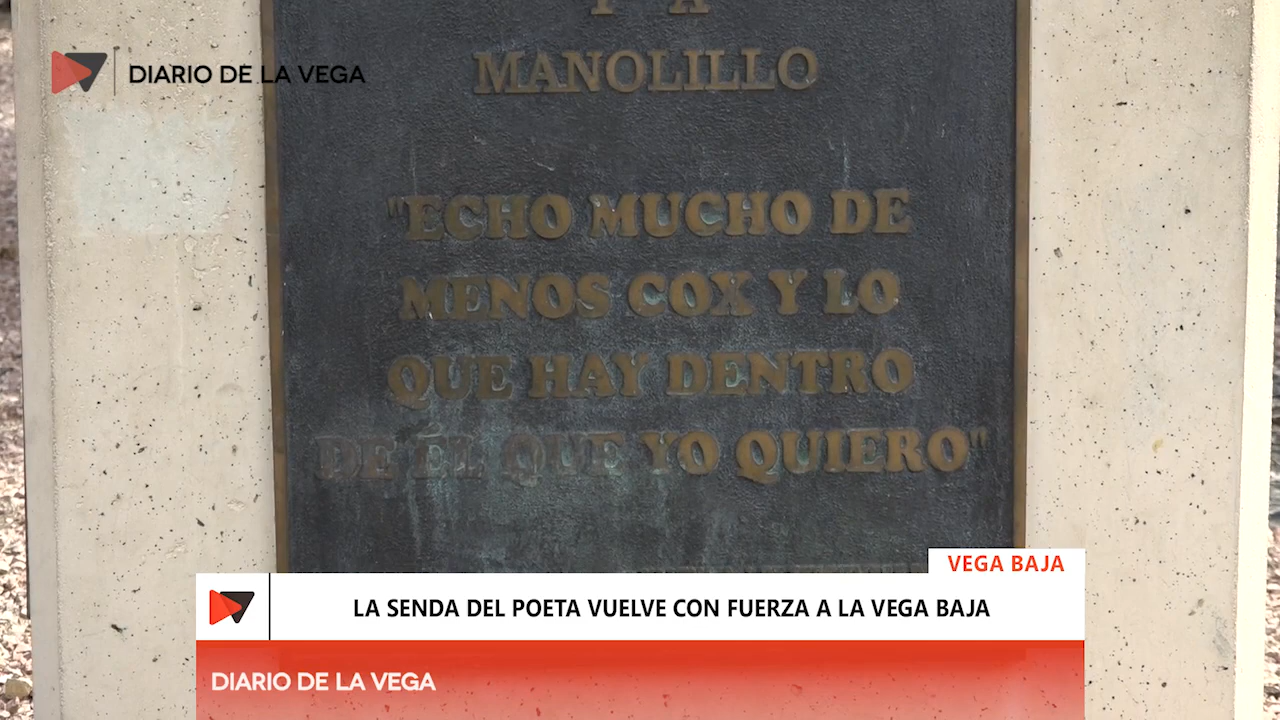 Y A
MANOLILLO
DIARIO DE LA VEGA
"ECHO MUCHO DE
MENOS COX Y LO
QUE HAY DENTRO
DE ÉL QUE YO QUIERO"
VEGA BAJA
LA SENDA DEL POETA VUELVE CON FUERZA A LA VEGA BAJA
DIARIO DE LA VEGA